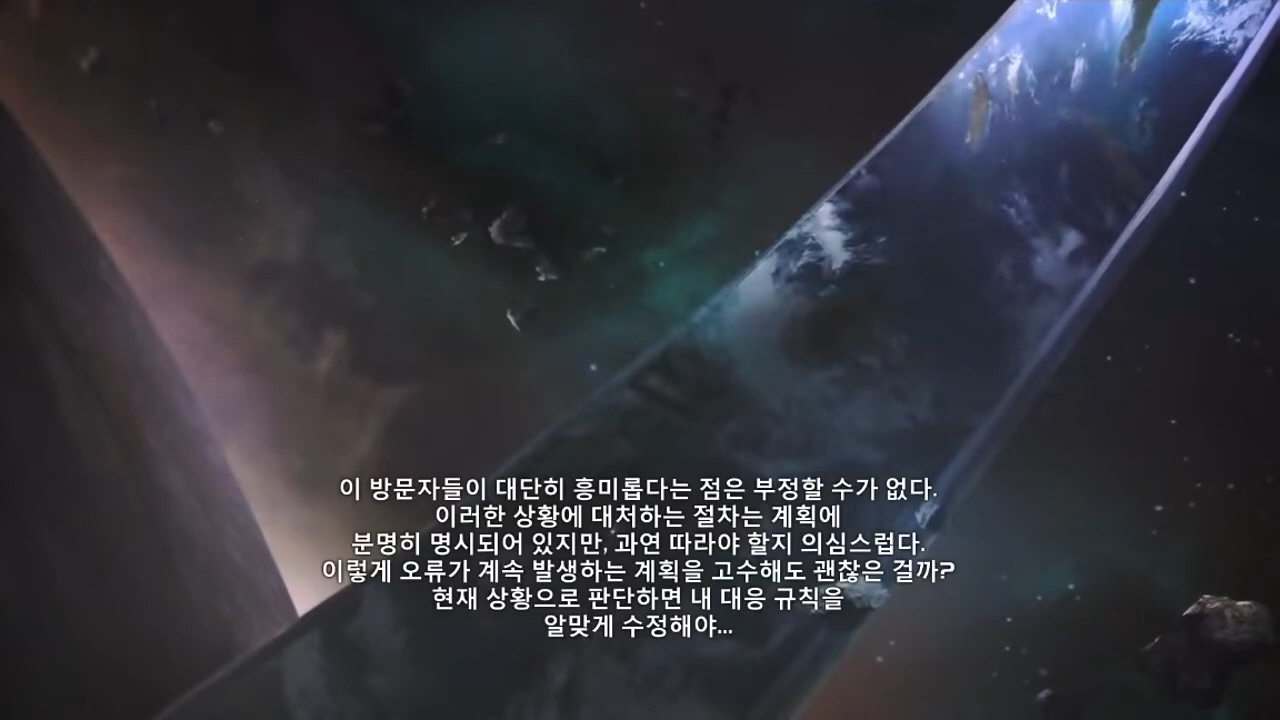 이 방문자들이 대단히 흥미롭다는 점은 부정할 수가 없다.
이러한 상황에 대처하는 절차는 계획에
분명히 명시되어 있지만, 과연 따라야 할지 의심스럽다.
이렇게 오류가 계속 발생하는 계획을 고수해도 괜찮은 걸까?
현재 상황으로 판단하면 내 대응 규칙을
알맞게 수정해야...